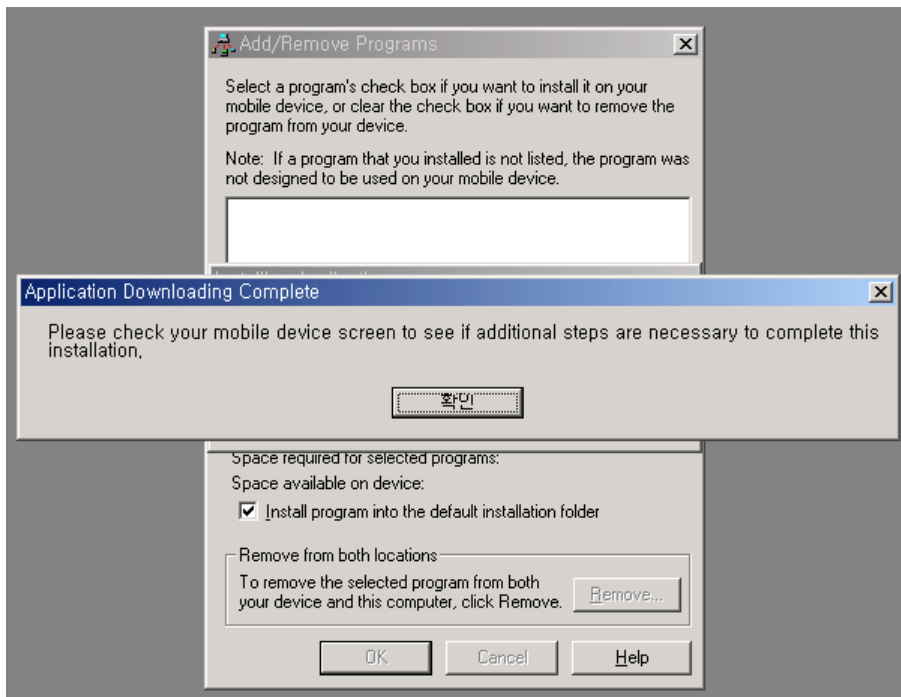 Add/Remove Programs
Select a program's check box if you want to install it on your
mobile device, or clear the check box if you want to remove the
program from your device.
Note: If a program that you installed is not listed, the program was
not designed to be used on your mobile device.
Application Downloading Complete
Please check your mobile device screen to see if additional steps are necessary to complete this
installation.
확인
Space required for selected programs:
Space available on device:
Install program into the default installation folder
Remove from both locations
To remove the selected program from both
your device and this computer, click Remove.
Remove...
OK
Cancel
Help